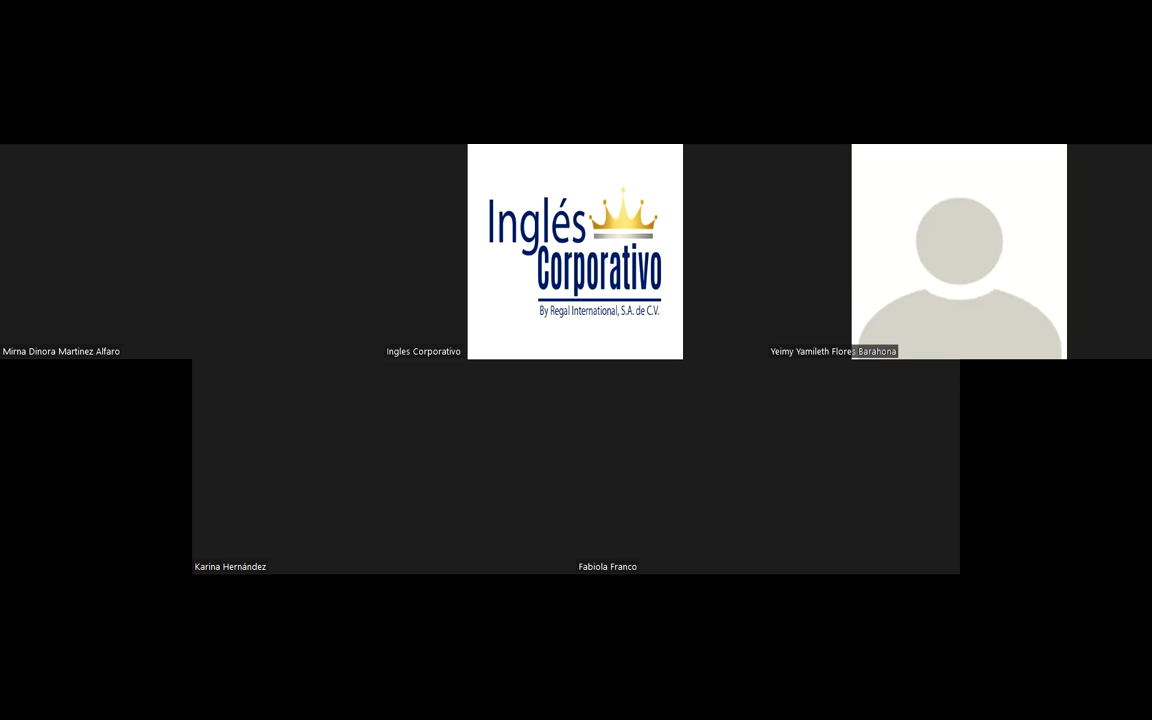 Inglés
Corporativo
By Regal International, S.A. de C.V.
Mirna Dinora Martinez Alfaro
Ingles Corporativo
Yeimy Yamileth Flores Barahona
Karina Hernández
Fabiola Franco